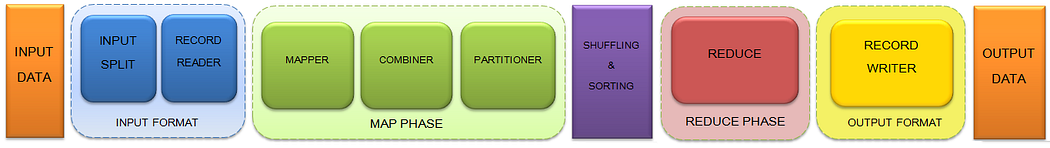 INPUT
DATA
INPUT
SPLIT
RECORD
READER
INPUT FORMAT
MAPPER
COMBINER
PARTITIONER
MAP PHASE
SHUFFLING
&
SORTING
REDUCE
REDUCE PHASE
RECORD
WRITER
OUTPUT FORMAT
OUTPUT
DATA